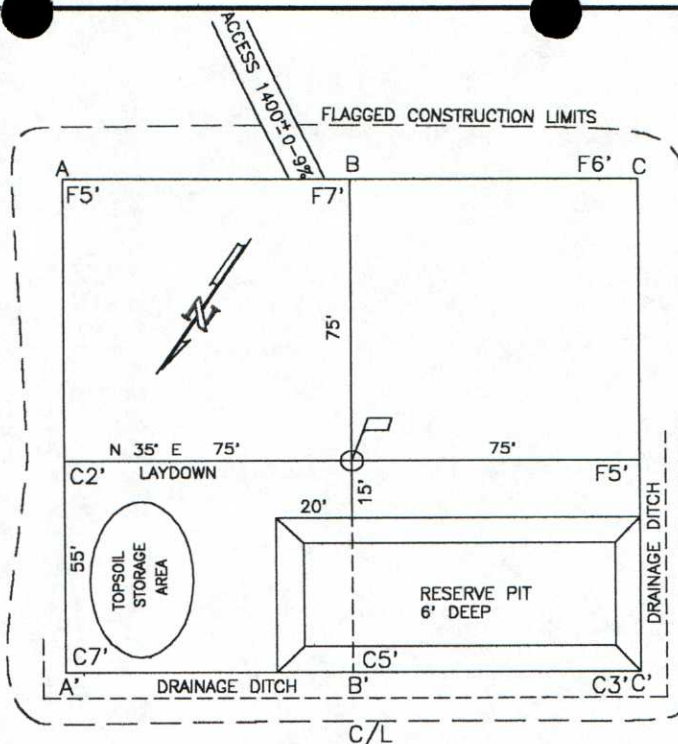 ACCESS 1400'± 0-9%
FLAGGED CONSTRUCTION LIMITS
A
B
F6'
C
F5'
F7'
N
75'
N 35° E 75'
75'
C2'
LAYDOWN
15'
F5'
20'
55'
TOPSOIL
STORAGE
AREA
RESERVE PIT
6' DEEP
DRAINAGE DITCH
C7'
C5'
A'
DRAINAGE DITCH
B'
C3'
C'
C/L